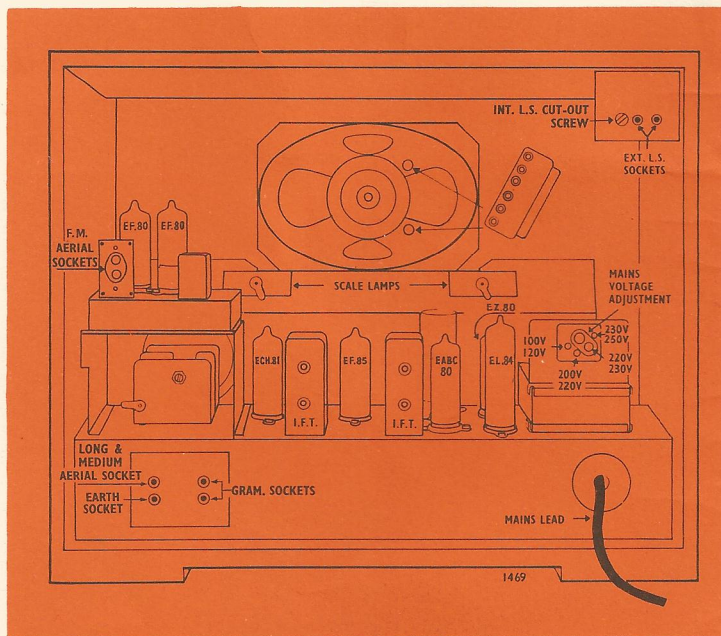 INT. L.S. CUT-OUT
SCREW
EXT. L.S.
SOCKETS
EF.80
EF.80
F.M.
AERIAL
SOCKETS
SCALE LAMPS
MAINS
VOLTAGE
ADJUSTMENT
E.Z.80
100V
120V
230V
250V
220V
230V
200V
220V
ECH.81
I.F.T.
EF.85
I.F.T.
EABC
80
EL.84
LONG &
MEDIUM
AERIAL SOCKET
EARTH
SOCKET
GRAM. SOCKETS
MAINS LEAD
1469